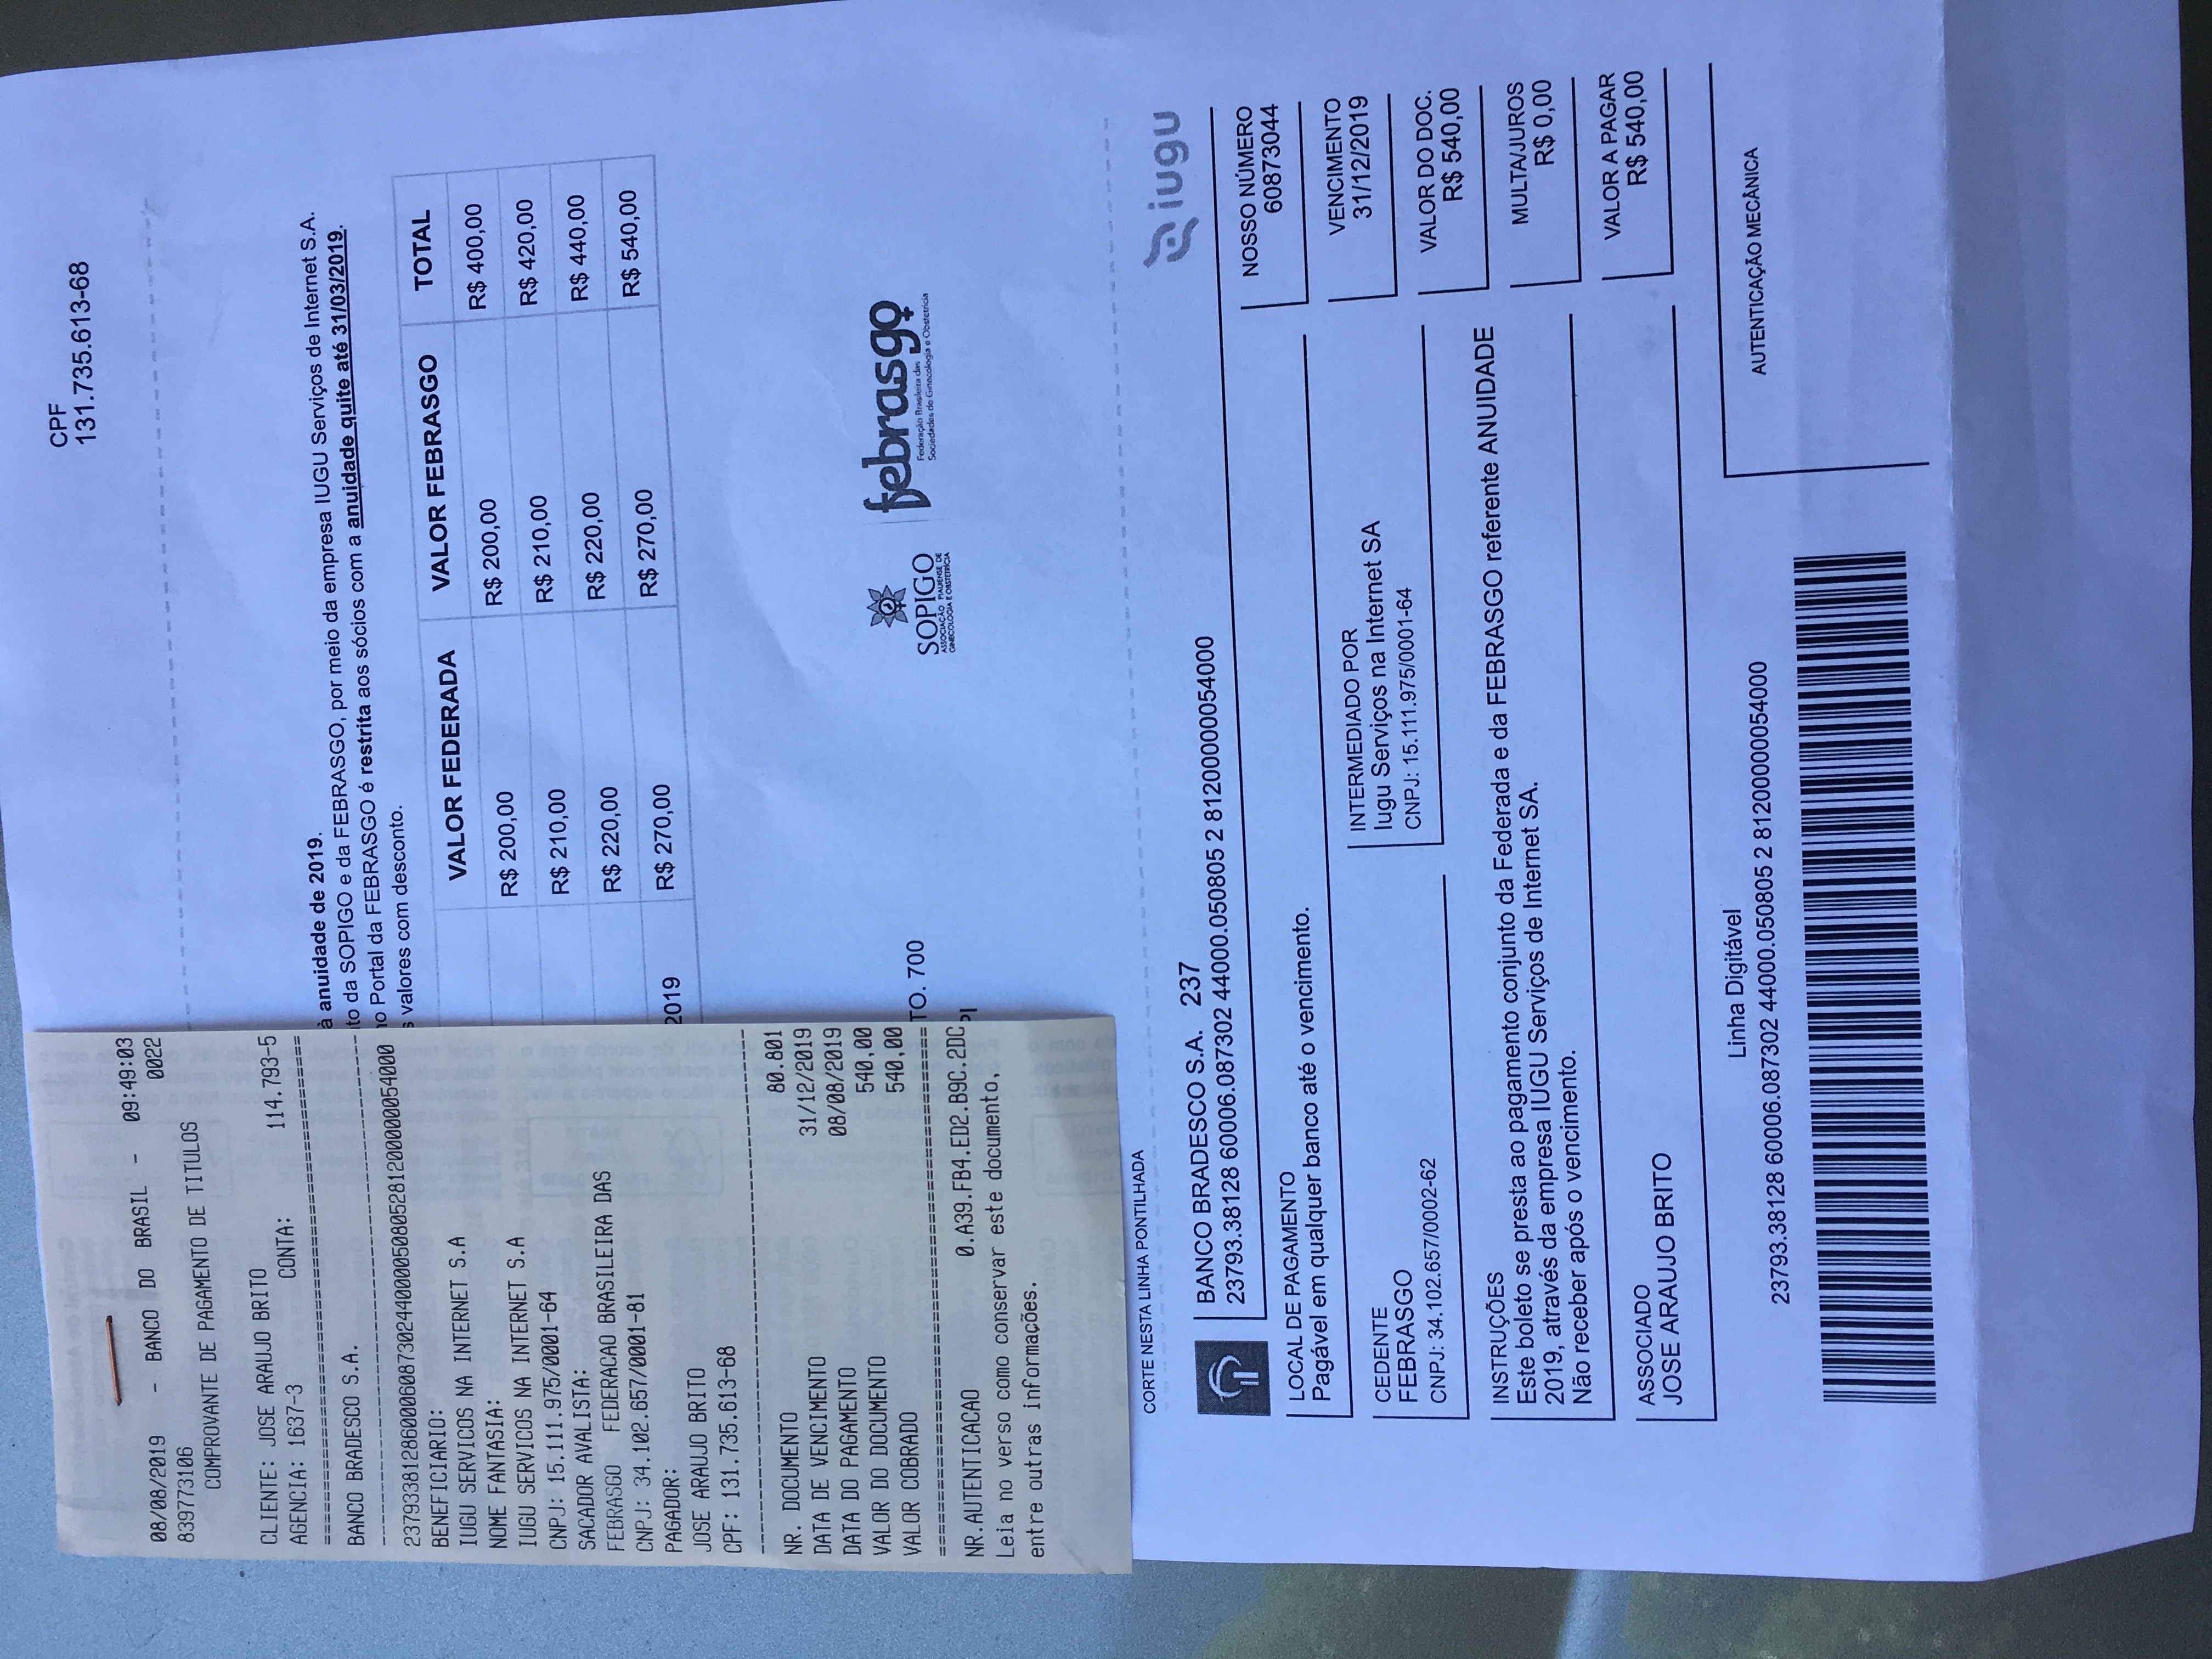 CPF
131.735.613-68
08/08/2019 - BANCO DO BRASIL - 09:49:03
839773106 0022
COMPROVANTE DE PAGAMENTO DE TITULOS
CLIENTE: JOSE ARAUJO BRITO
AGENCIA: 1637-3 CONTA: 114.793-5
================================================
BANCO BRADESCO S.A.
------------------------------------------------
23793381286000608730244000050805281200000054000
BENEFICIARIO:
IUGU SERVICOS NA INTERNET S.A
NOME FANTASIA:
IUGU SERVICOS NA INTERNET S.A
CNPJ: 15.111.975/0001-64
SACADOR AVALISTA:
FEBRASGO FEDERACAO BRASILEIRA DAS
CNPJ: 34.102.657/0001-81
PAGADOR:
JOSE ARAUJO BRITO
CPF: 131.735.613-68
------------------------------------------------
NR. DOCUMENTO 80.801
DATA DE VENCIMENTO 31/12/2019
DATA DO PAGAMENTO 08/08/2019
VALOR DO DOCUMENTO 540,00
VALOR COBRADO 540,00
================================================
NR.AUTENTICACAO 0.A39.FB4.ED2.B9C.2DC
Leia no verso como conservar este documento,
entre outras informações.
à anuidade de 2019.
to da SOPIGO e da FEBRASGO, por meio da empresa IUGU Serviços de Internet S.A.
no Portal da FEBRASGO é restrita aos sócios com a anuidade quite até 31/03/2019.
s valores com desconto.
VALOR FEDERADA VALOR FEBRASGO TOTAL
R$ 200,00 R$ 200,00 R$ 400,00
R$ 210,00 R$ 210,00 R$ 420,00
R$ 220,00 R$ 220,00 R$ 440,00
2019 R$ 270,00 R$ 270,00 R$ 540,00
TO. 700
PI
SOPIGO
ASSOCIAÇÃO PIAUIENSE DE
GINECOLOGIA E OBSTETRÍCIA
febrasgo
Federação Brasileira das
Sociedades de Ginecologia e Obstetrícia
CORTE NESTA LINHA PONTILHADA
iugu
BANCO BRADESCO S.A. 237
23793.38128 60006.087302 44000.050805 2 81200000054000
NOSSO NÚMERO
60873044
LOCAL DE PAGAMENTO
Pagável em qualquer banco até o vencimento.
VENCIMENTO
31/12/2019
CEDENTE
FEBRASGO
CNPJ: 34.102.657/0002-62
INTERMEDIADO POR
Iugu Serviços na Internet SA
CNPJ: 15.111.975/0001-64
VALOR DO DOC.
R$ 540,00
INSTRUÇÕES
Este boleto se presta ao pagamento conjunto da Federada e da FEBRASGO referente ANUIDADE
2019, através da empresa IUGU Serviços de Internet SA.
Não receber após o vencimento.
MULTA/JUROS
R$ 0,00
ASSOCIADO
JOSE ARAUJO BRITO
VALOR A PAGAR
R$ 540,00
Linha Digitável
23793.38128 60006.087302 44000.050805 2 81200000054000
AUTENTICAÇÃO MECÂNICA